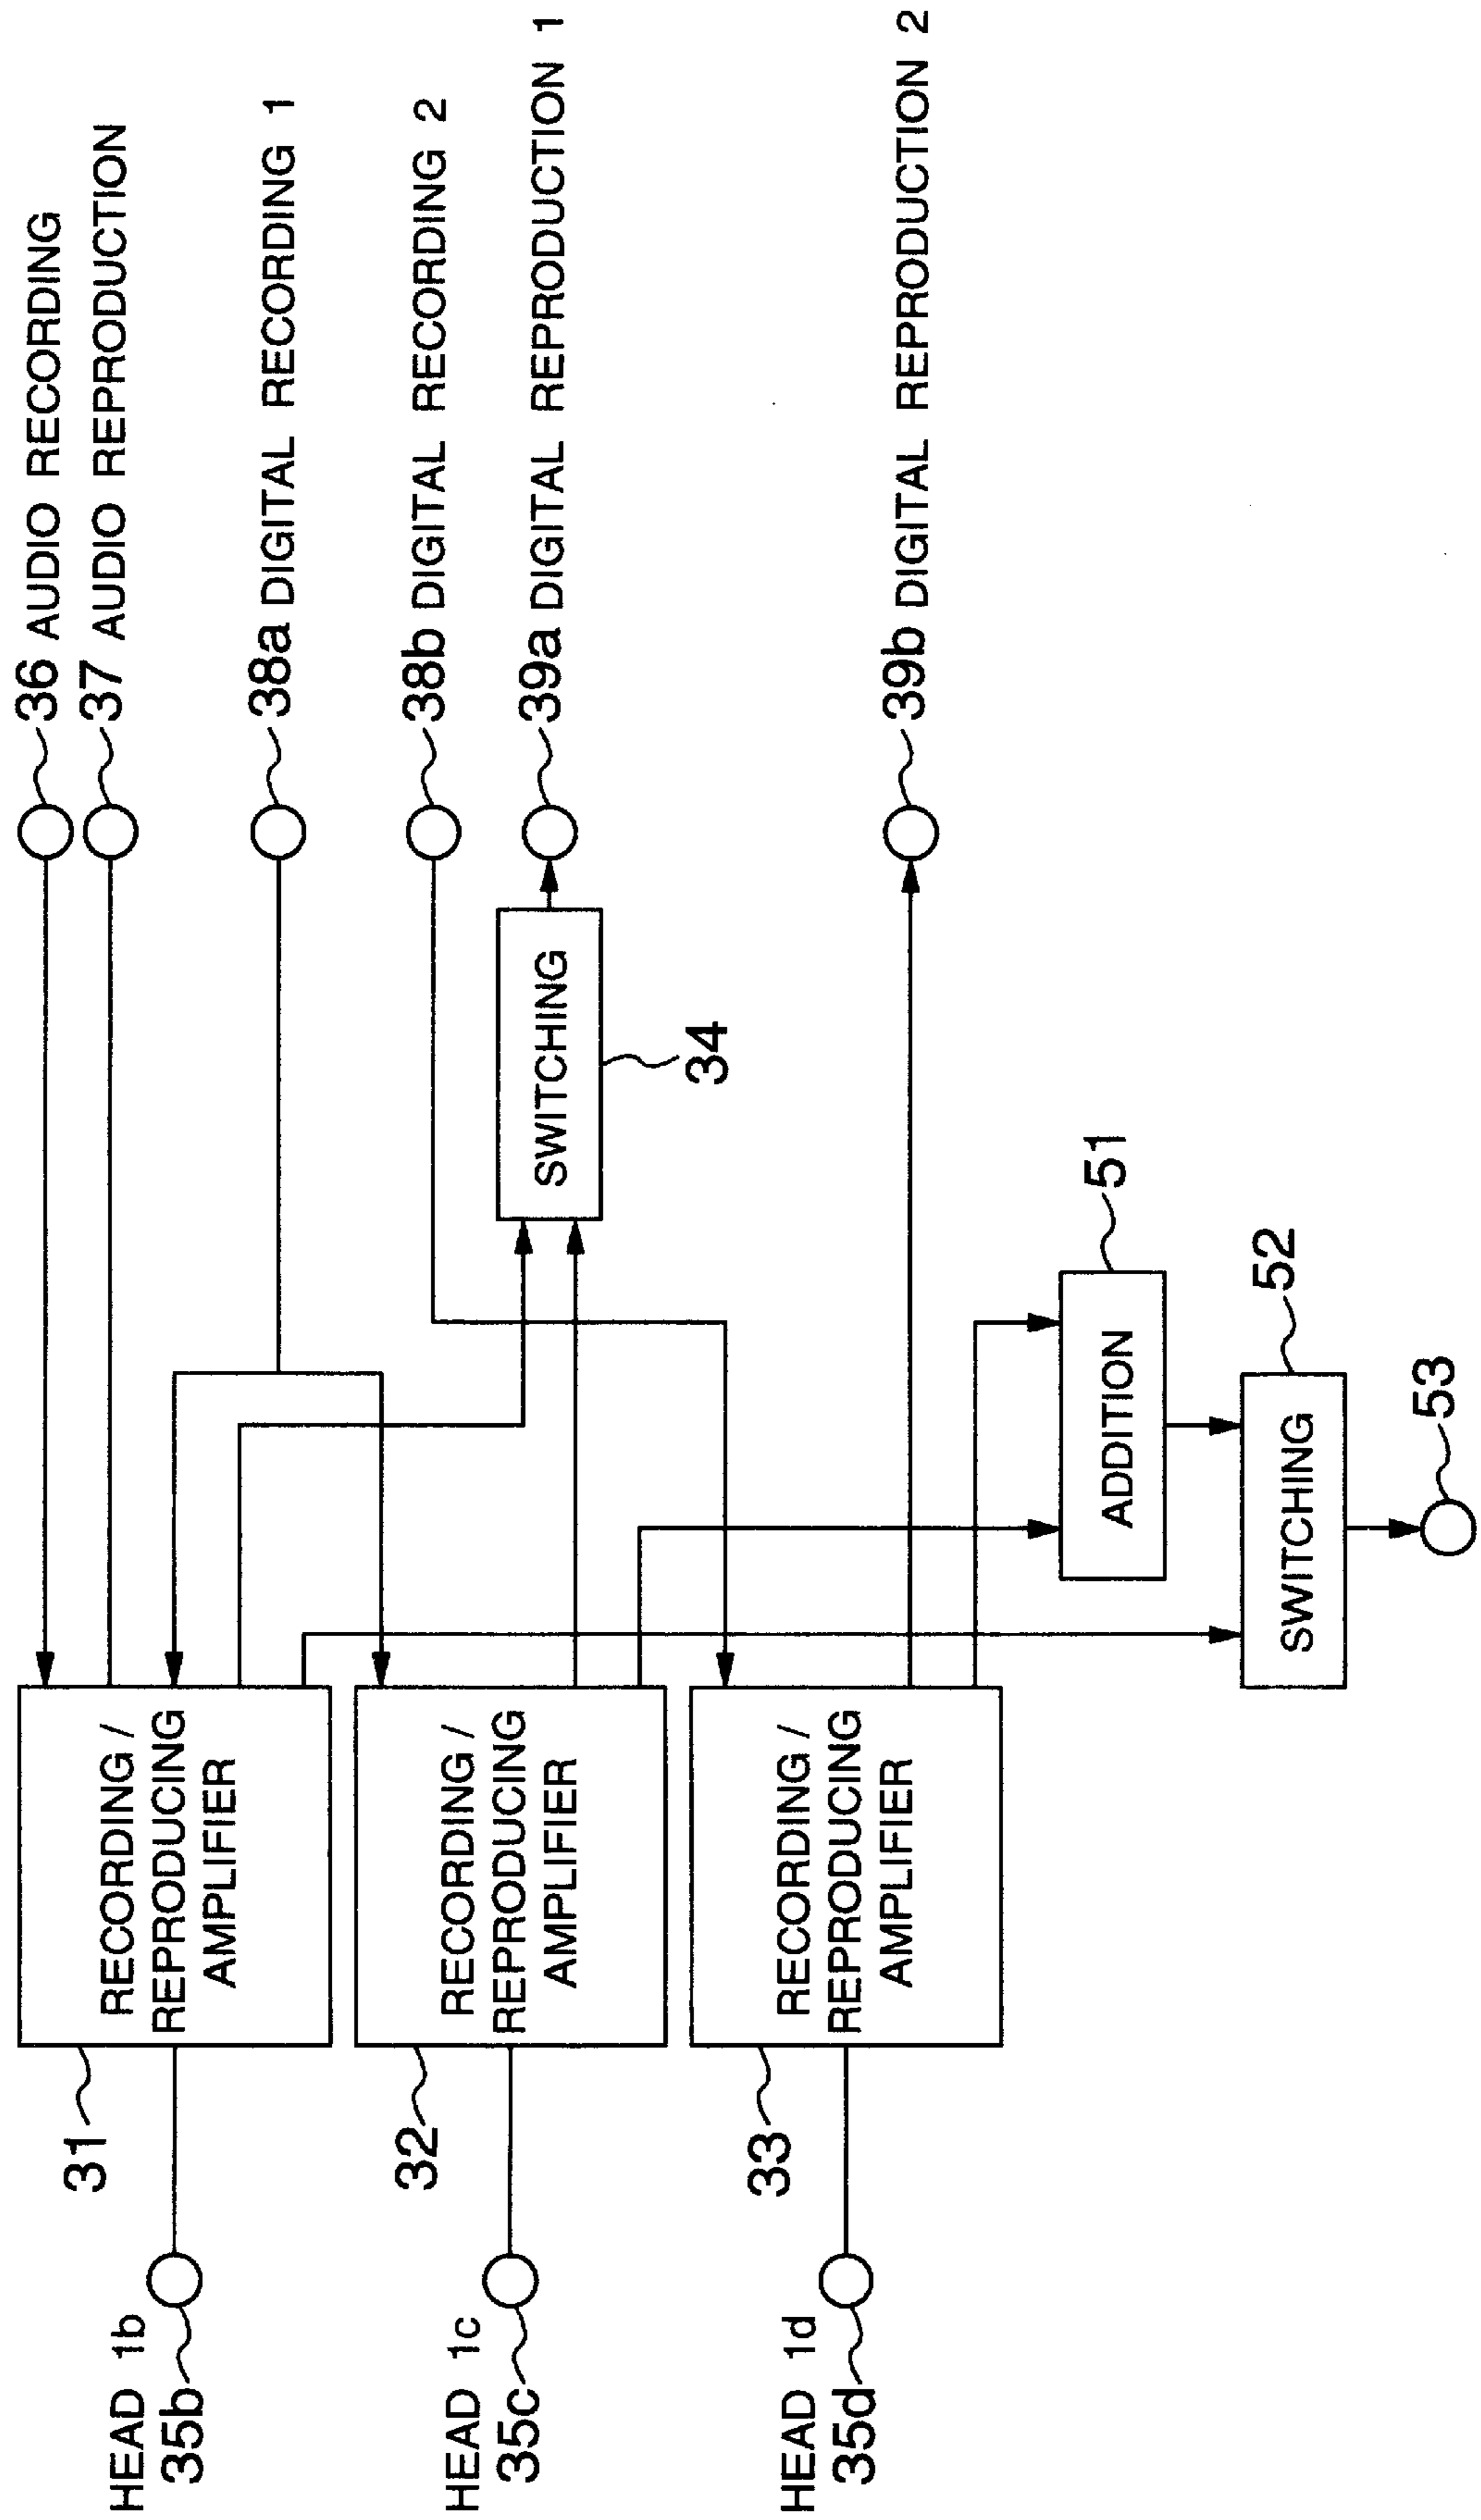 36 AUDIO RECORDING
37 AUDIO REPRODUCTION
38a DIGITAL RECORDING 1
38b DIGITAL RECORDING 2
39a DIGITAL REPRODUCTION 1
39b DIGITAL REPRODUCTION 2
SWITCHING
34
51
ADDITION
52
SWITCHING
53
RECORDING /
REPRODUCING
AMPLIFIER
31
HEAD 1b
35b
RECORDING /
REPRODUCING
AMPLIFIER
32
HEAD 1c
35c
RECORDING /
REPRODUCING
AMPLIFIER
33
HEAD 1d
35d